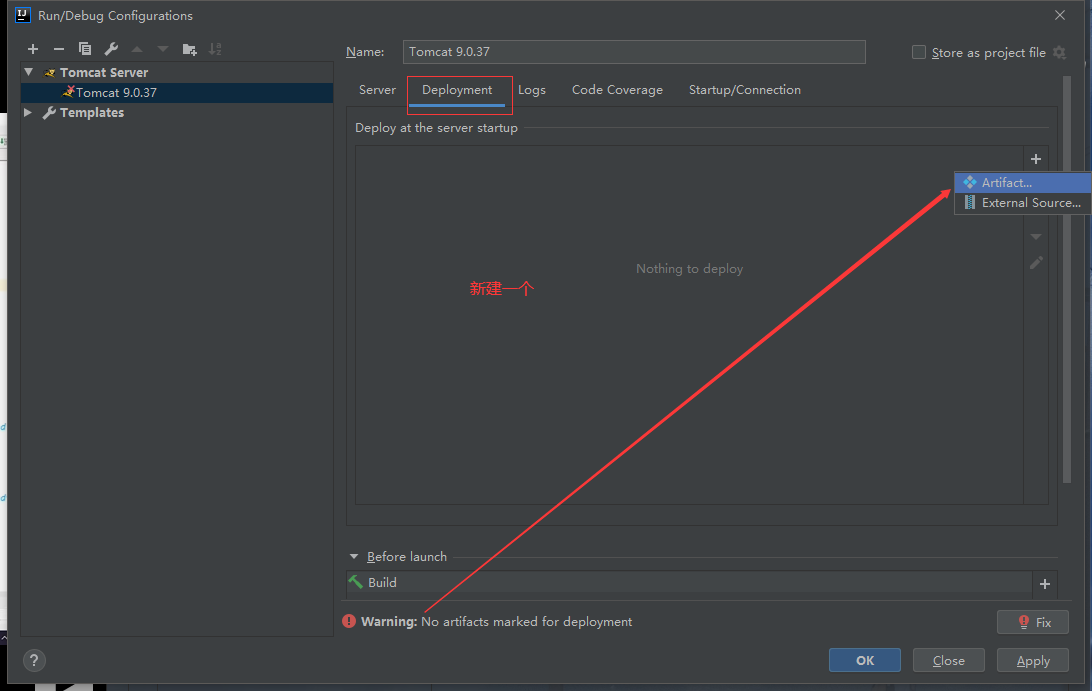 Run/Debug Configurations
Name: Tomcat 9.0.37
Store as project file
Tomcat Server
Tomcat 9.0.37
Templates
Server Deployment Logs Code Coverage Startup/Connection
Deploy at the server startup
Artifact...
External Source...
Nothing to deploy
新建一个
Before launch
Build
Warning: No artifacts marked for deployment
Fix
? OK Close Apply